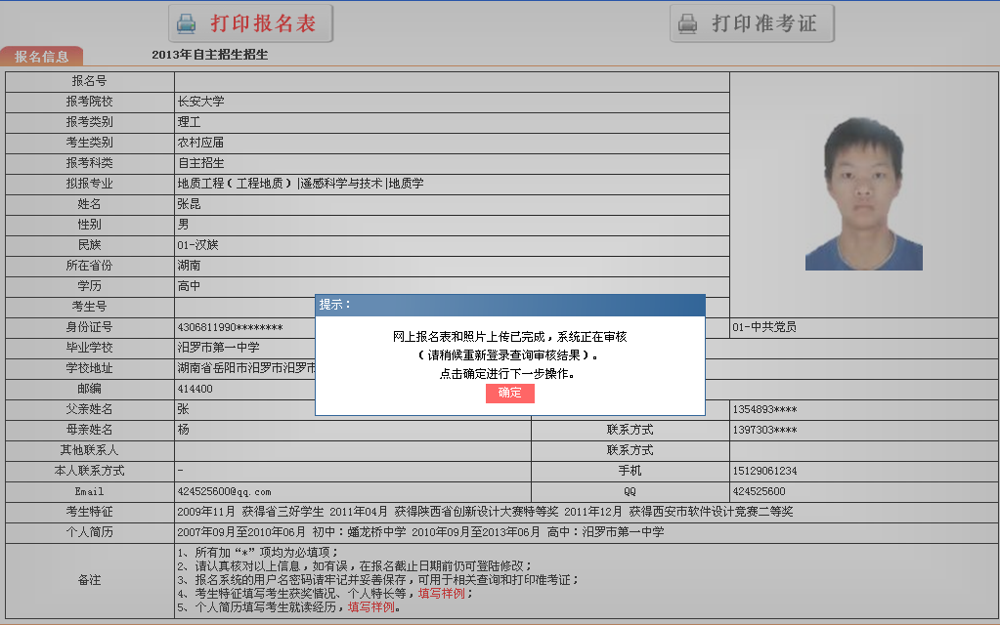 打印报名表 打印准考证
报名信息 2013年自主招生招生
报名号
报考院校 长安大学
报考类别 理工
考生类别 农村应届
报考科类 自主招生
拟报专业 地质工程(工程地质)|遥感科学与技术|地质学
姓名 张昆
性别 男
民族 01-汉族
所在省份 湖南
学历 高中
考生号
提示：
身份证号 4306811990******** 01-中共党员
网上报名表和照片上传已完成，系统正在审核
(请稍候重新登录查询审核结果)。
点击确定进行下一步操作。
确定
毕业学校 汨罗市第一中学
学校地址 湖南省岳阳市汨罗市汨罗市
邮编 414400
父亲姓名 张 1354893****
母亲姓名 杨 联系方式 1397303****
其他联系人 联系方式
本人联系方式 - 手机 15129061234
Email 424525600@qq.com QQ 424525600
考生特征 2009年11月 获得省三好学生 2011年04月 获得陕西省创新设计大赛特等奖 2011年12月 获得西安市软件设计竞赛二等奖
个人简历 2007年09月至2010年06月 初中：蟠龙桥中学 2010年09月至2013年06月 高中：汨罗市第一中学
备注
1、所有加“*”项均为必填项；
2、请认真核对以上信息，如有误，在报名截止日期前仍可登陆修改；
3、报名系统的用户名密码请牢记并妥善保存，可用于相关查询和打印准考证；
4、考生特征填写考生获奖情况、个人特长等，填写样例；
5、个人简历填写考生就读经历，填写样例。